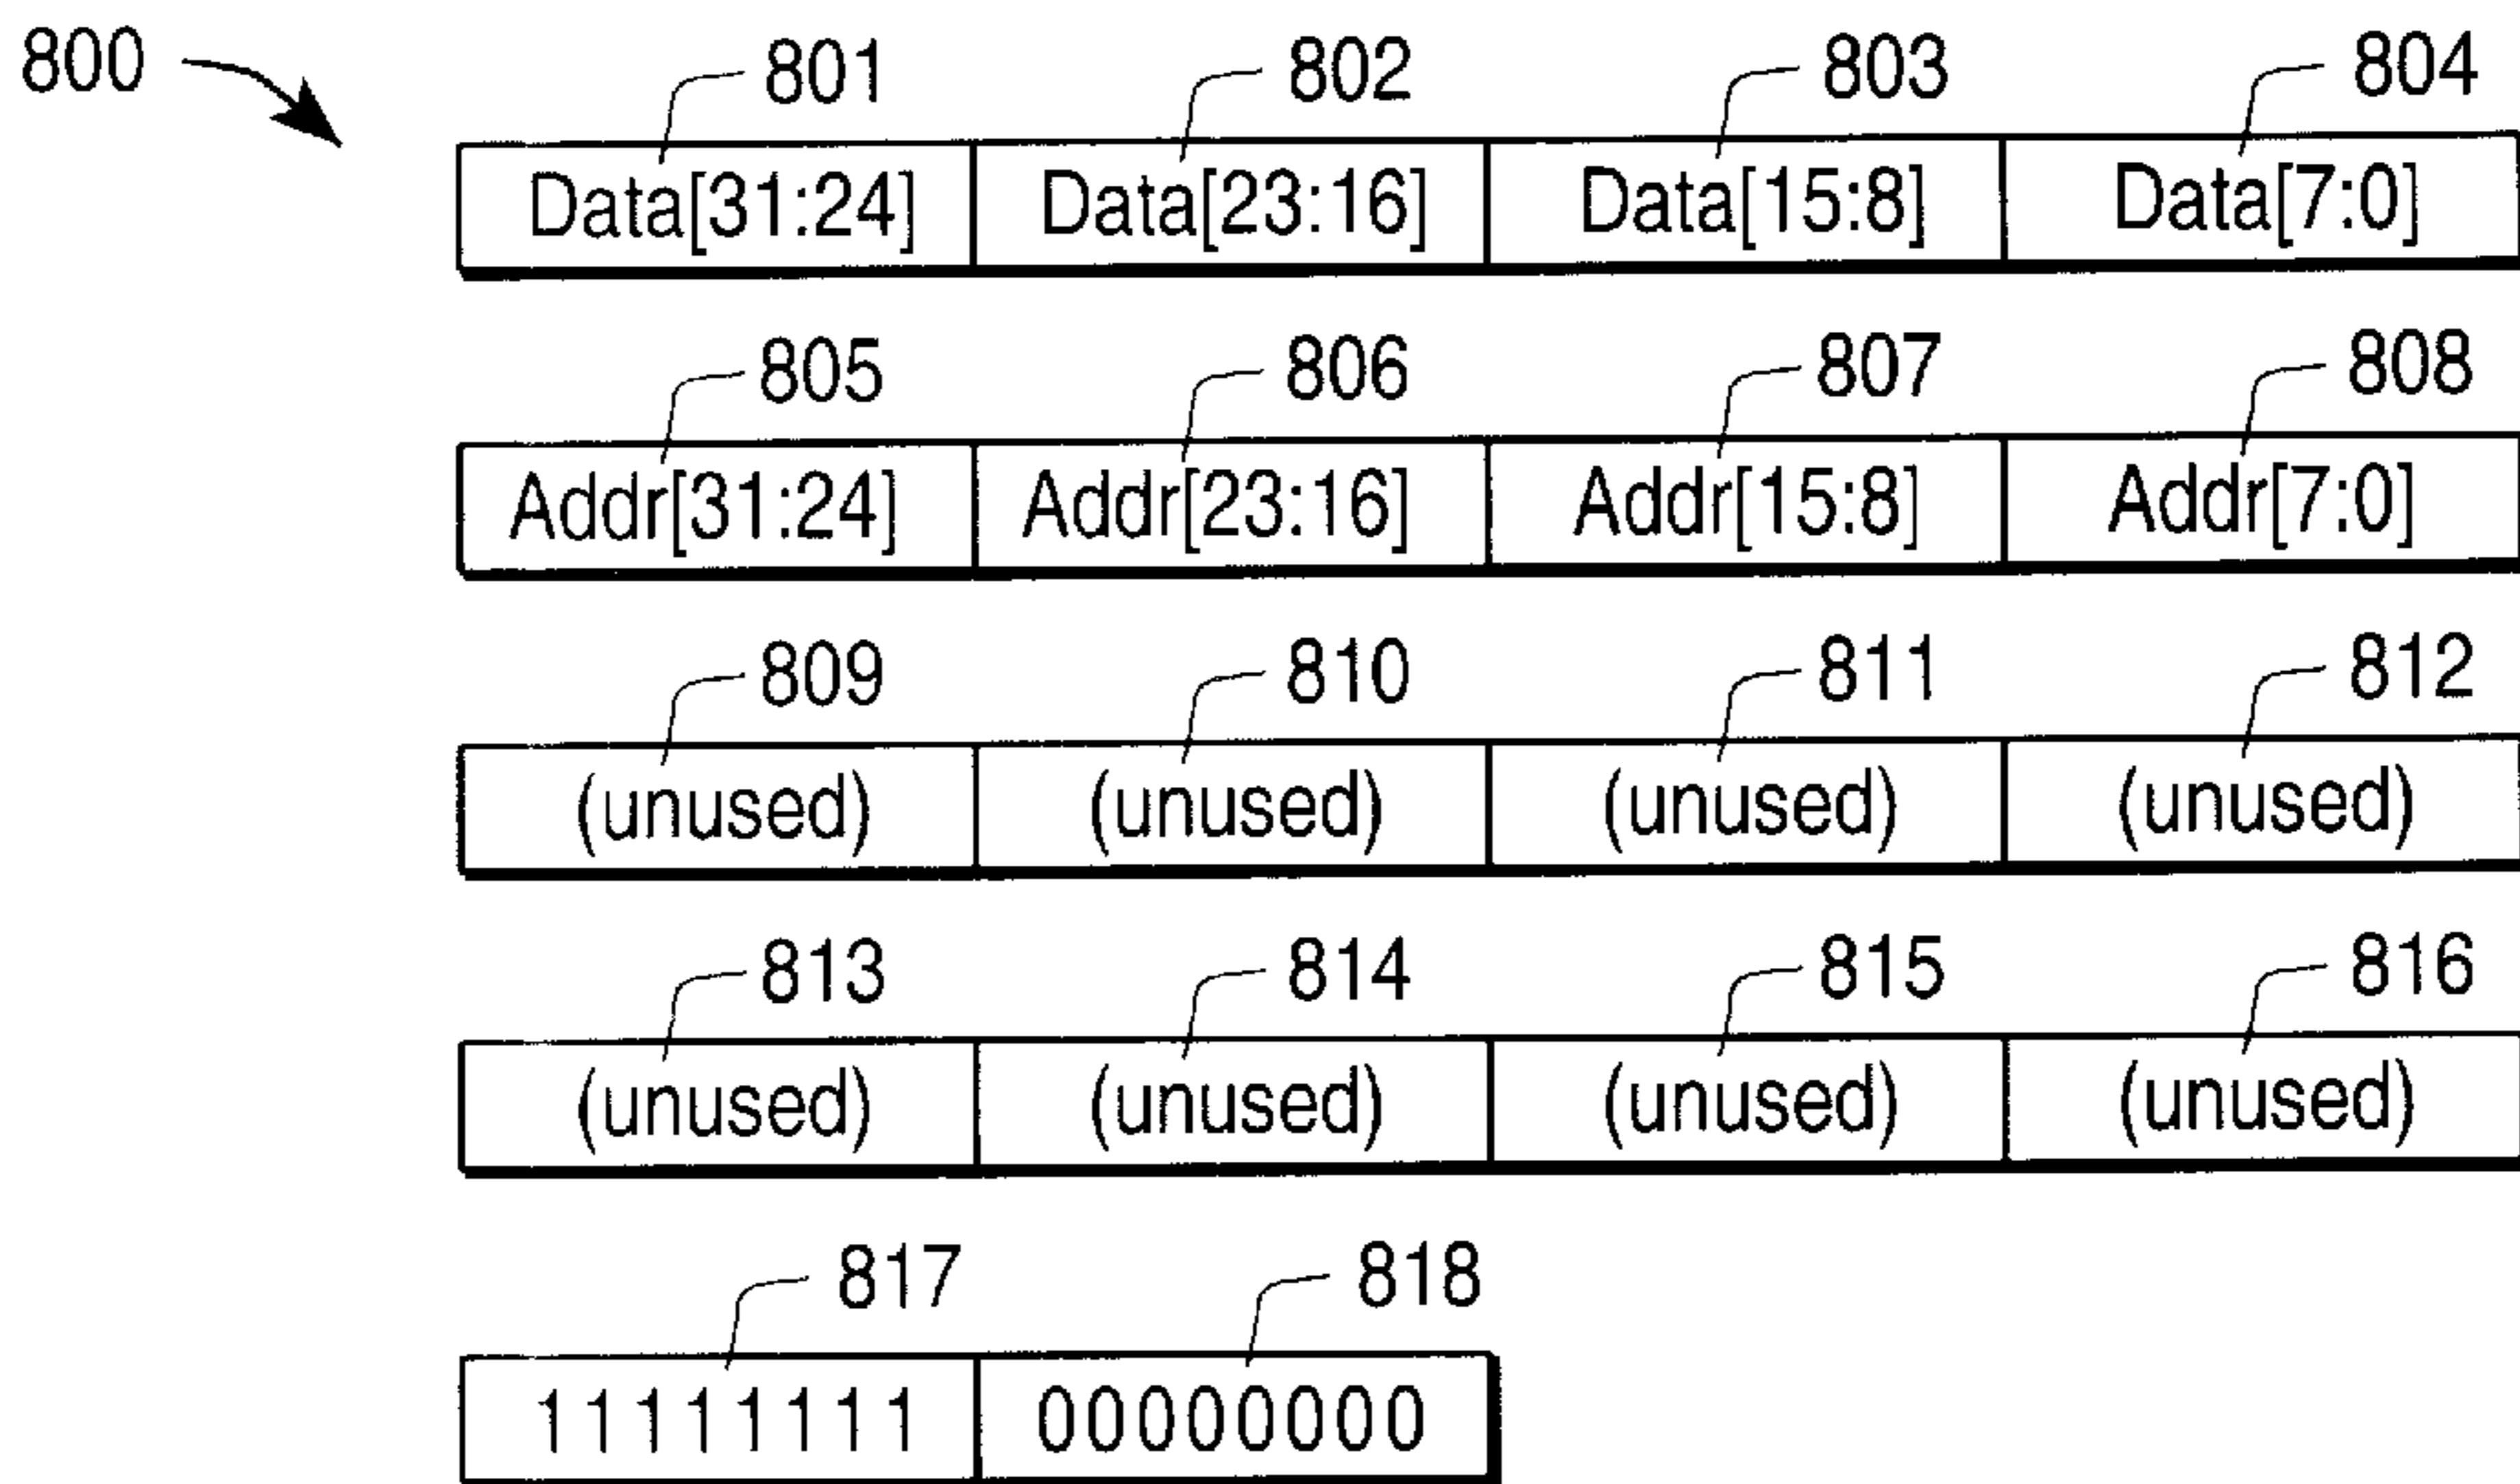 800 801 802 803 804
Data[31:24] Data[23:16] Data[15:8] Data[7:0]
805 806 807 808
Addr[31:24] Addr[23:16] Addr[15:8] Addr[7:0]
809 810 811 812
(unused) (unused) (unused) (unused)
813 814 815 816
(unused) (unused) (unused) (unused)
817 818
11111111 00000000